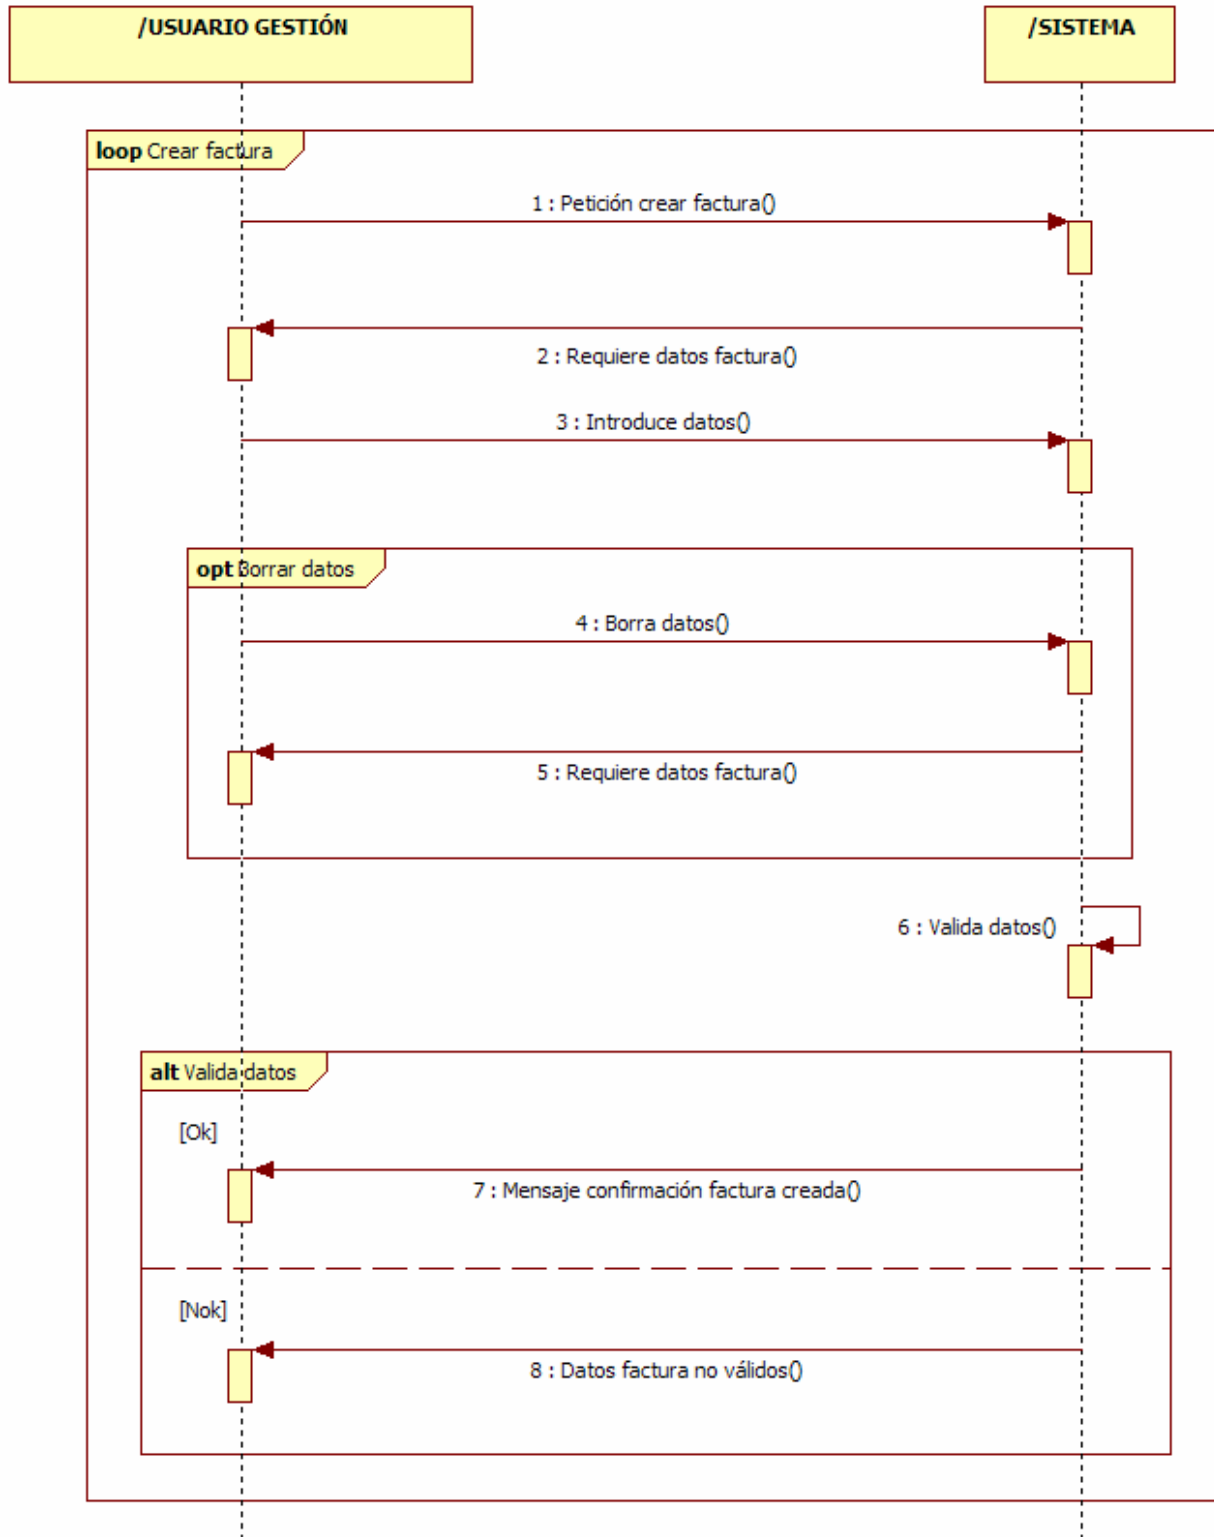 /USUARIO GESTIÓN
/SISTEMA
loop Crear factura
1 : Petición crear factura()
2 : Requiere datos factura()
3 : Introduce datos()
opt Borrar datos
4 : Borra datos()
5 : Requiere datos factura()
6 : Valida datos()
alt Valida datos
[Ok]
7 : Mensaje confirmación factura creada()
[Nok]
8 : Datos factura no válidos()